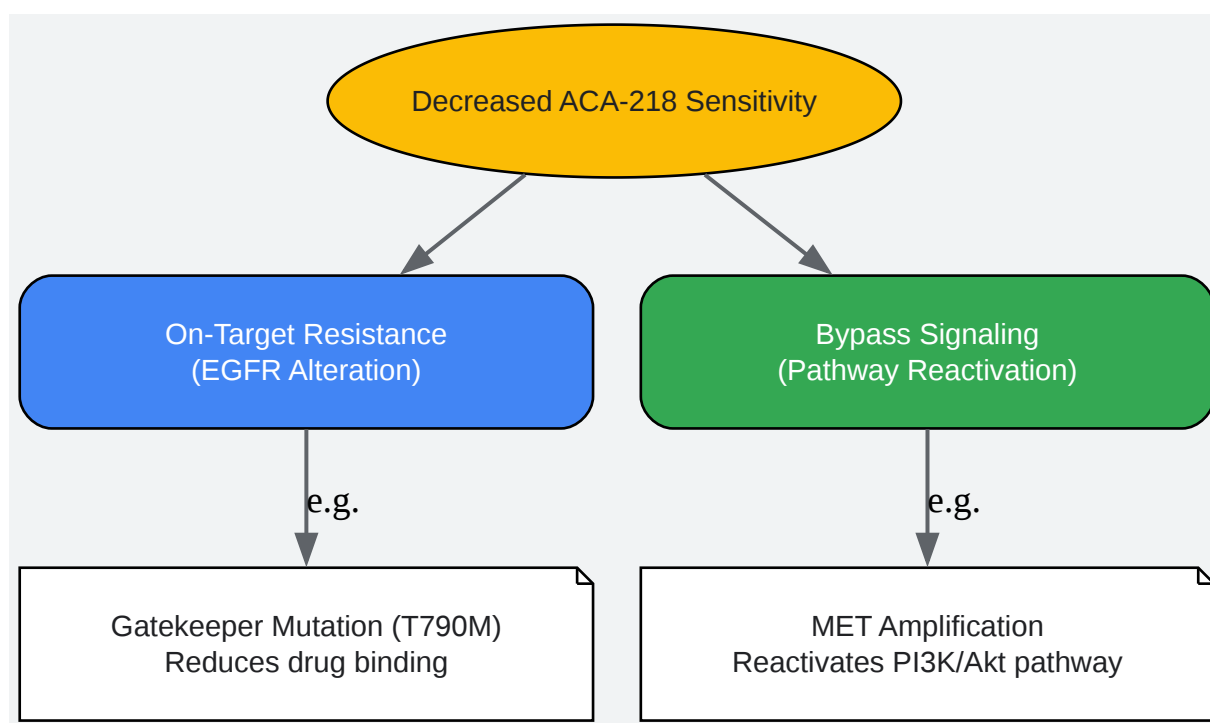 Decreased ACA-218 Sensitivity
On-Target Resistance
(EGFR Alteration)
Bypass Signaling
(Pathway Reactivation)
e.g.
e.g.
Gatekeeper Mutation (T790M)
Reduces drug binding
MET Amplification
Reactivates PI3K/Akt pathway